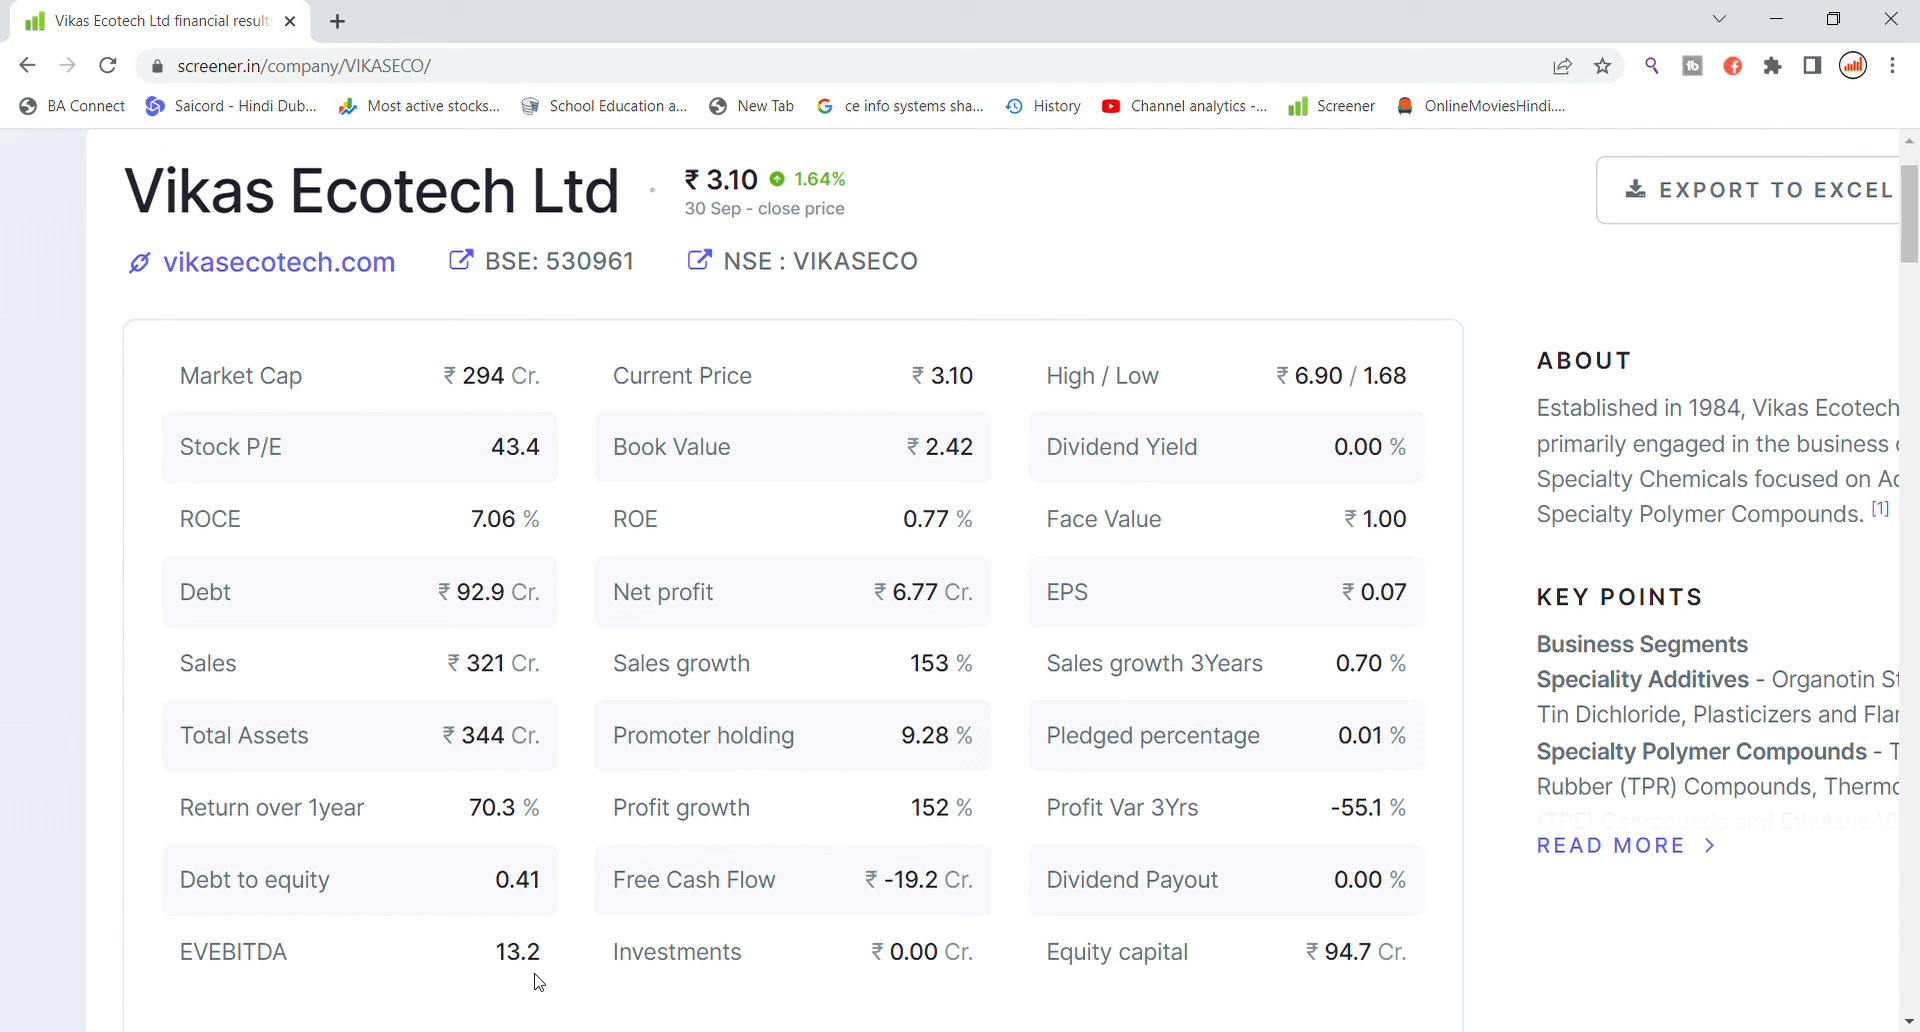 Vikas Ecotech Ltd financial results
screener.in/company/VIKASECO/
BA Connect
Saicord - Hindi Dub...
Most active stocks...
School Education a...
New Tab
ce info systems sha...
History
Channel analytics -...
Screener
OnlineMoviesHindi....
Vikas Ecotech Ltd
₹ 3.10 1.64%
30 Sep - close price
EXPORT TO EXCEL
vikasecotech.com BSE: 530961 NSE : VIKASECO
Market Cap ₹ 294 Cr. Current Price ₹ 3.10 High / Low ₹ 6.90 / 1.68
Stock P/E 43.4 Book Value ₹ 2.42 Dividend Yield 0.00 %
ROCE 7.06 % ROE 0.77 % Face Value ₹ 1.00
Debt ₹ 92.9 Cr. Net profit ₹ 6.77 Cr. EPS ₹ 0.07
Sales ₹ 321 Cr. Sales growth 153 % Sales growth 3Years 0.70 %
Total Assets ₹ 344 Cr. Promoter holding 9.28 % Pledged percentage 0.01 %
Return over 1year 70.3 % Profit growth 152 % Profit Var 3Yrs -55.1 %
Debt to equity 0.41 Free Cash Flow ₹ -19.2 Cr. Dividend Payout 0.00 %
EVEBITDA 13.2 Investments ₹ 0.00 Cr. Equity capital ₹ 94.7 Cr.
ABOUT
Established in 1984, Vikas Ecotech
primarily engaged in the business
Specialty Chemicals focused on
Specialty Polymer Compounds. [1]
KEY POINTS
Business Segments
Speciality Additives - Organotin
Tin Dichloride, Plasticizers and
Specialty Polymer Compounds -
Rubber (TPR) Compounds,
(TPE) Compounds and Ethylene
READ MORE